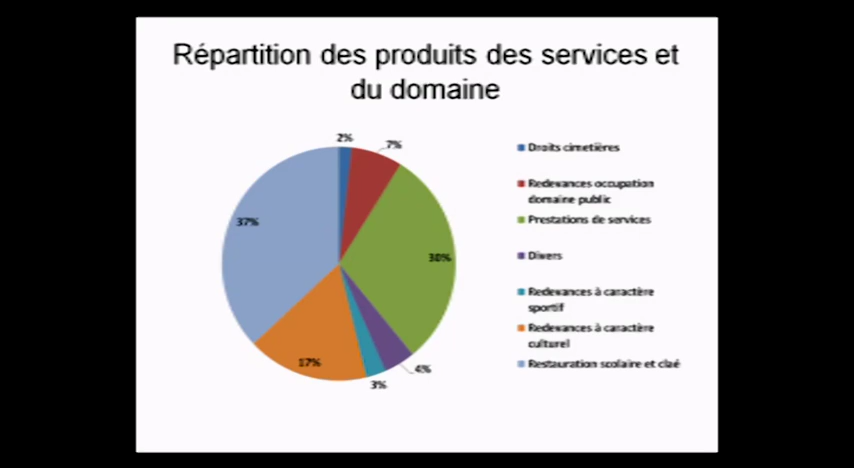 Répartition des produits des services et
du domaine
2%
7%
37%
30%
17%
4%
3%
Droits cimetières
Redevances occupation
domaine public
Prestations de services
Divers
Redevances à caractère
sportif
Redevances à caractère
culturel
Restauration scolaire et claé